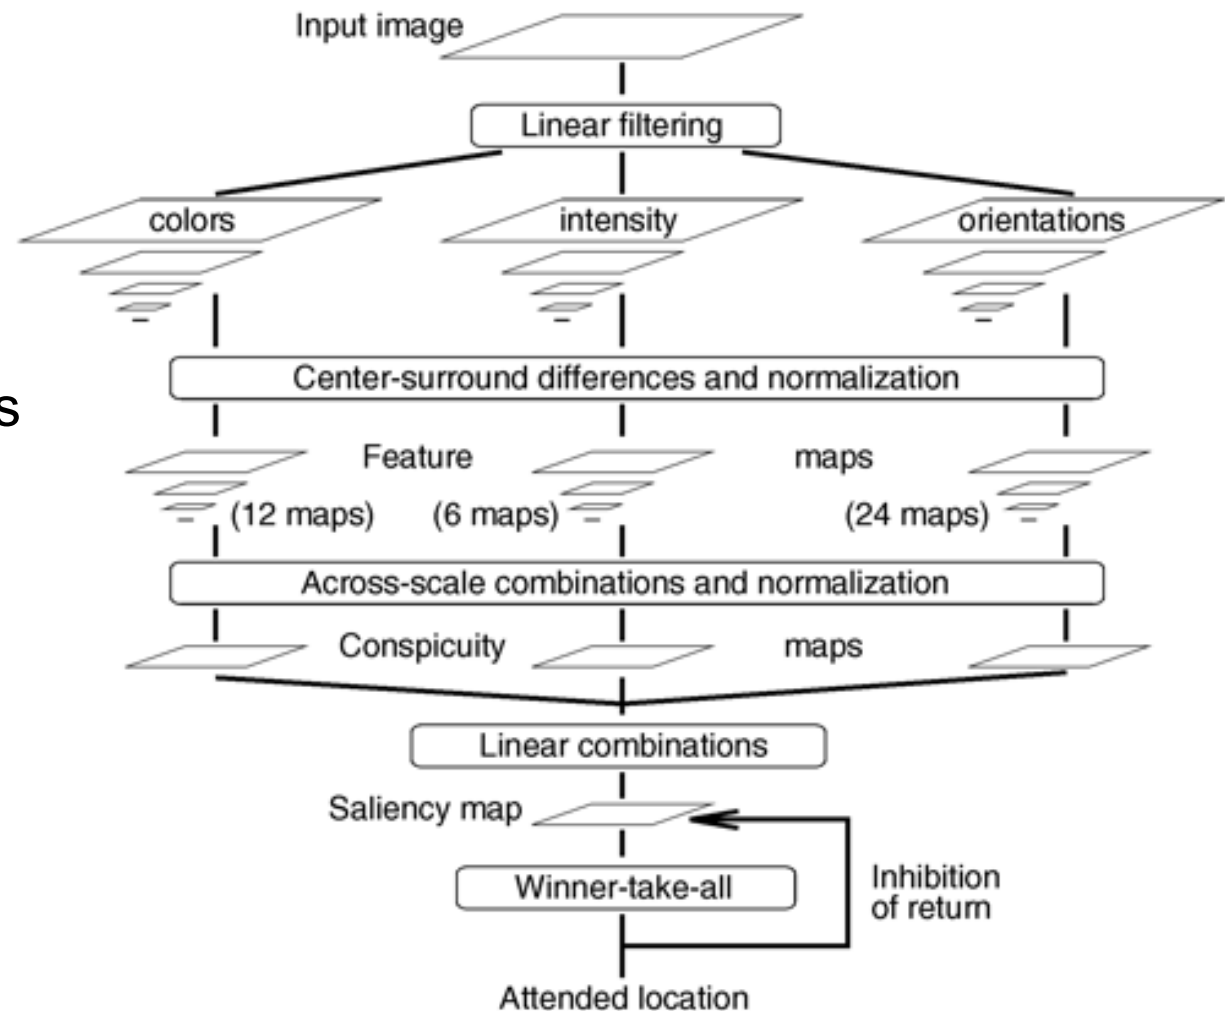 Input image
Linear filtering
colors intensity orientations
Center-surround differences and normalization
s
Feature maps
(12 maps) (6 maps) (24 maps)
Across-scale combinations and normalization
Conspicuity maps
Linear combinations
Saliency map
Winner-take-all
Inhibition
of return
Attended location